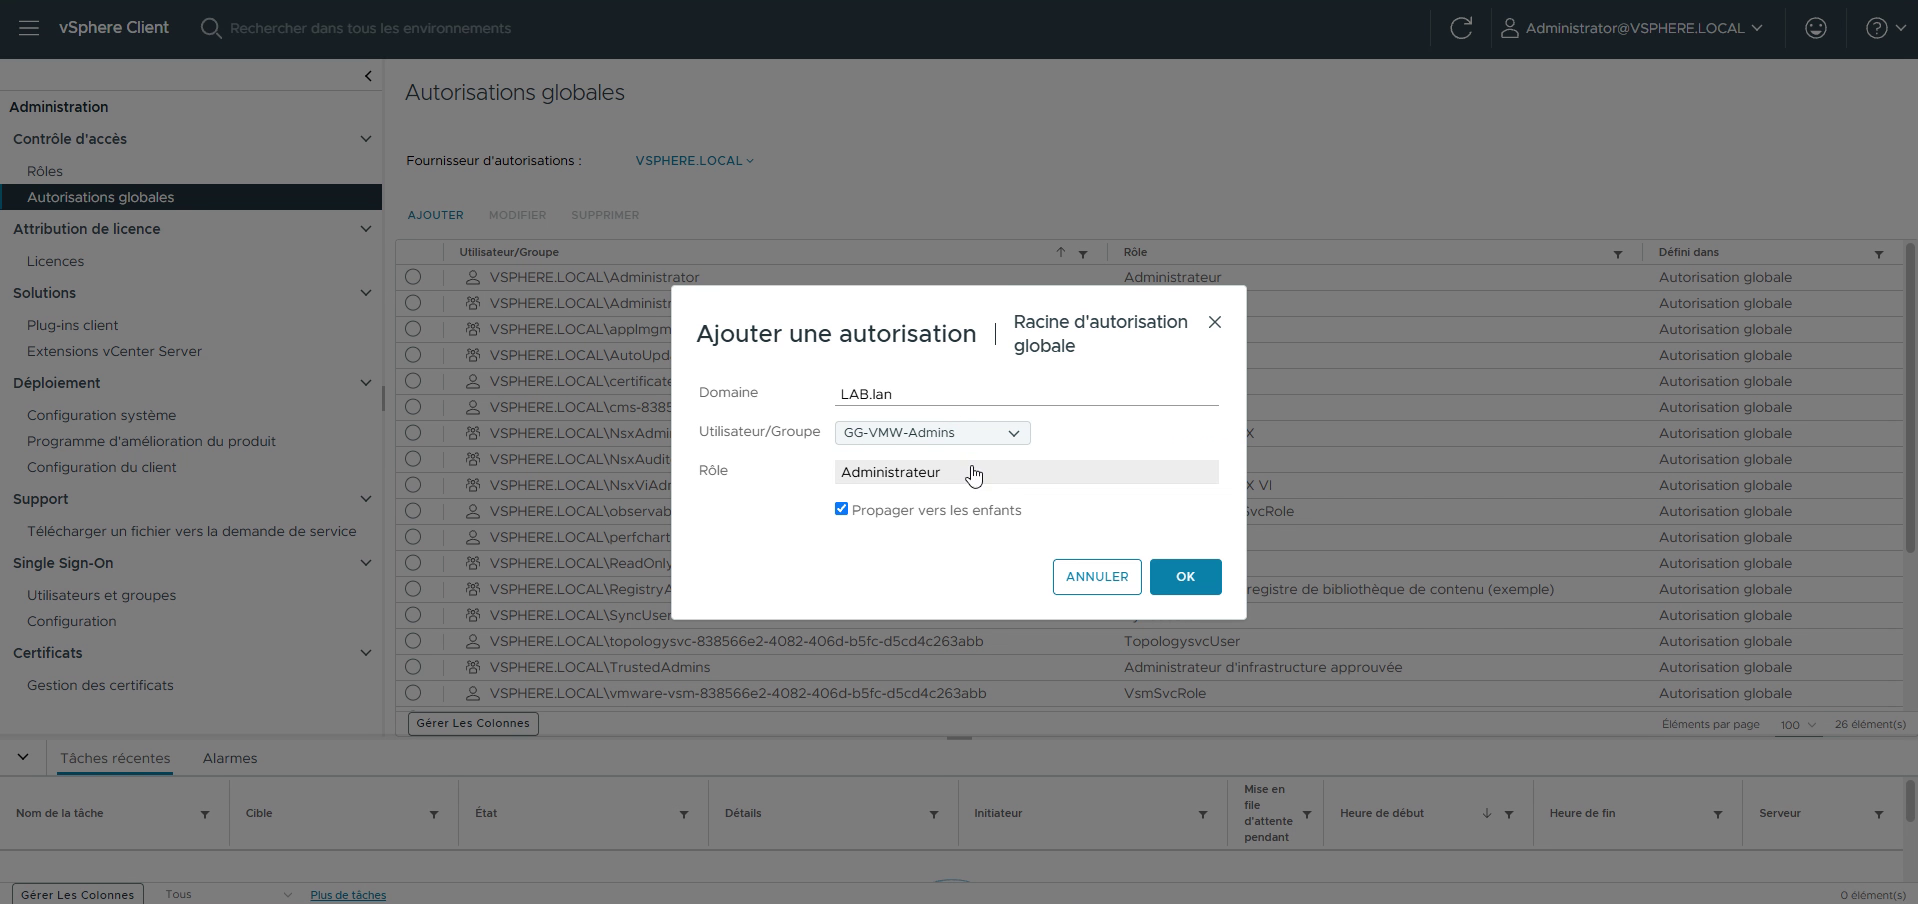 vSphere Client
Rechercher dans tous les environnements
Administrator@VSPHERE.LOCAL
Administration
Contrôle d'accès
Rôles
Autorisations globales
Attribution de licence
Licences
Solutions
Plug-ins client
Extensions vCenter Server
Déploiement
Configuration système
Programme d'amélioration du produit
Configuration du client
Support
Télécharger un fichier vers la demande de service
Single Sign-On
Utilisateurs et groupes
Configuration
Certificats
Gestion des certificats
Autorisations globales
Fournisseur d'autorisations :
VSPHERE.LOCAL
AJOUTER MODIFIER SUPPRIMER
Utilisateur/Groupe Rôle Défini dans
VSPHERE.LOCAL\Administrator Administrateur Autorisation globale
VSPHERE.LOCAL\Administr Autorisation globale
VSPHERE.LOCAL\applmgm Autorisation globale
VSPHERE.LOCAL\AutoUpd Autorisation globale
VSPHERE.LOCAL\certificate Autorisation globale
VSPHERE.LOCAL\cms-8385 Autorisation globale
VSPHERE.LOCAL\NsxAdmi X Autorisation globale
VSPHERE.LOCAL\NsxAudit Autorisation globale
VSPHERE.LOCAL\NsxViAdr X VI Autorisation globale
VSPHERE.LOCAL\observab SvcRole Autorisation globale
VSPHERE.LOCAL\perfchart Autorisation globale
VSPHERE.LOCAL\ReadOnly Autorisation globale
VSPHERE.LOCAL\RegistryA registre de bibliothèque de contenu (exemple) Autorisation globale
VSPHERE.LOCAL\SyncUser Autorisation globale
VSPHERE.LOCAL\topologysvc-838566e2-4082-406d-b5fc-d5cd4c263abb TopologysvcUser Autorisation globale
VSPHERE.LOCAL\TrustedAdmins Administrateur d'infrastructure approuvée Autorisation globale
VSPHERE.LOCAL\vmware-vsm-838566e2-4082-406d-b5fc-d5cd4c263abb VsmSvcRole Autorisation globale
Gérer Les Colonnes
Éléments par page 100 26 élément(s)
Ajouter une autorisation
Racine d'autorisation
globale
Domaine LAB.lan
Utilisateur/Groupe GG-VMW-Admins
Rôle Administrateur
Propager vers les enfants
ANNULER OK
Tâches récentes Alarmes
Nom de la tâche Cible État Détails Initiateur
Mise en
file
d'attente
pendant
Heure de début Heure de fin Serveur
Gérer Les Colonnes Tous Plus de tâches
0 élément(s)